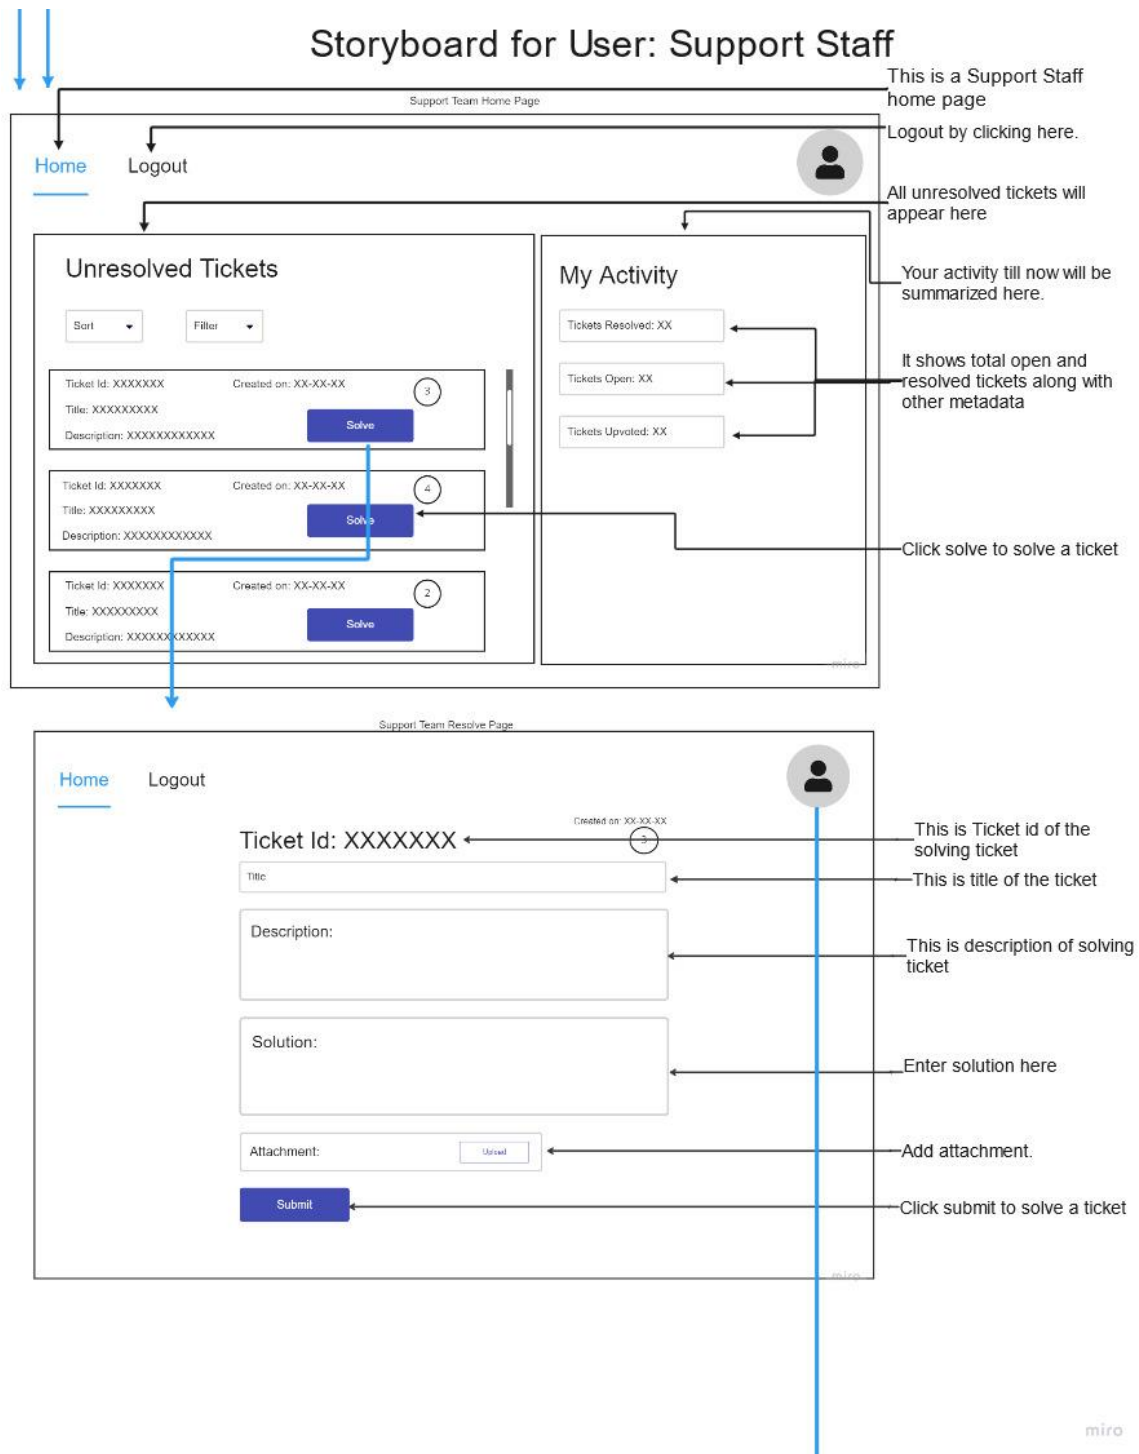 Storyboard for User: Support Staff
This is a Support Staff
home page
Support Team Home Page
Logout by clicking here.
Home
Logout
All unresolved tickets will
appear here
Unresolved Tickets
My Activity
Your activity till now will be
summarized here.
Sort
Filter
Tickets Resolved: XX
It shows total open and
resolved tickets along with
other metadata
Tickets Open: XX
Tickets Upvoted: XX
Ticket Id: XXXXXXX
Created on: XX-XX-XX
3
Title: XXXXXXXXX
Solve
Description: XXXXXXXXXXXX
Ticket Id: XXXXXXX
Created on: XX-XX-XX
4
Title: XXXXXXXXX
Solve
Description: XXXXXXXXXXXX
Click solve to solve a ticket
Ticket Id: XXXXXXX
Created on: XX-XX-XX
2
Title: XXXXXXXXX
Solve
Description: XXXXXXXXXXXX
miro
Support Team Resolve Page
Home
Logout
Created on: XX-XX-XX
Ticket Id: XXXXXXX
3
This is Ticket id of the
solving ticket
Title
This is title of the ticket
Description:
This is description of solving
ticket
Solution:
Enter solution here
Attachment:
Upload
Add attachment.
Submit
Click submit to solve a ticket
miro
miro